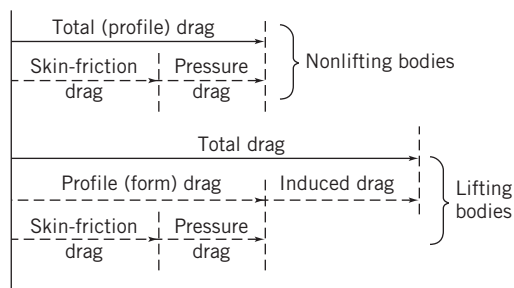 Total (profile) drag
Skin-friction drag
Pressure drag
Nonlifting bodies
Total drag
Profile (form) drag
Induced drag
Skin-friction drag
Pressure drag
Lifting bodies